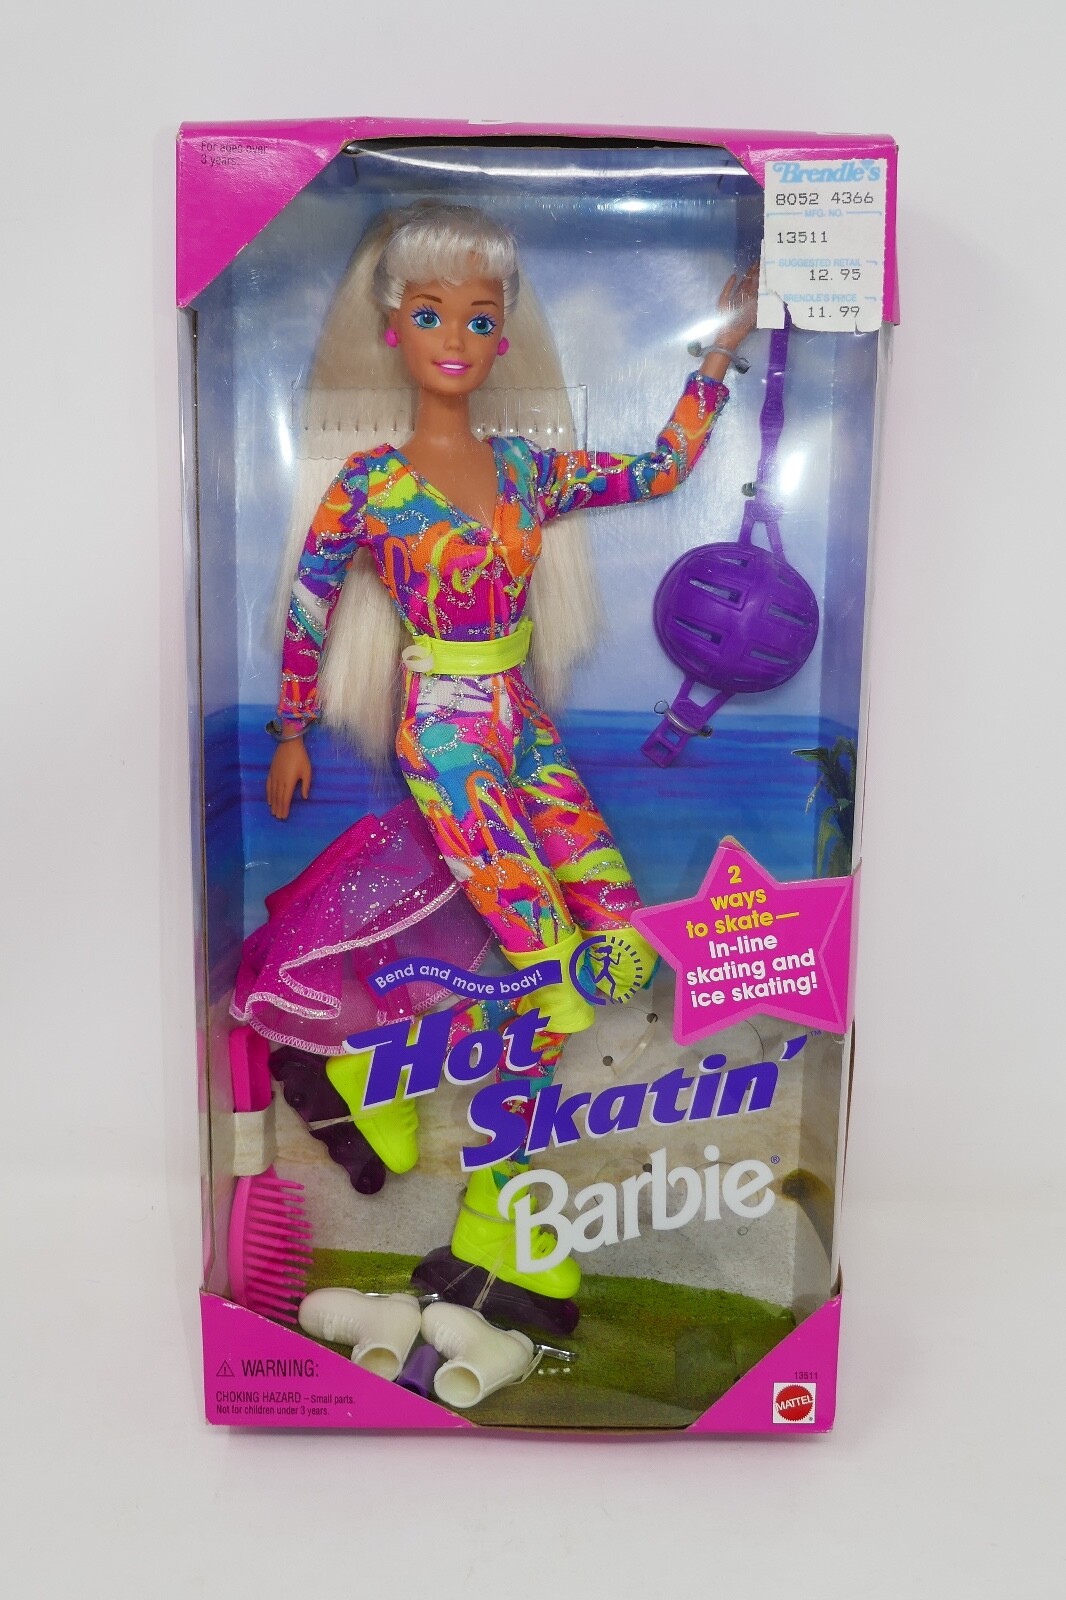 For ages over
3 years.
Brendle's
8052 4366
MFG. NO.
13511
SUGGESTED RETAIL
12.95
BRENDLE'S PRICE
11.99
2
ways
to skate—
In-line
skating and
ice skating!
Bend and move body!
Hot
Skatin'™
Barbie®
⚠ WARNING:
CHOKING HAZARD – Small parts.
Not for children under 3 years.
13511
MATTEL®